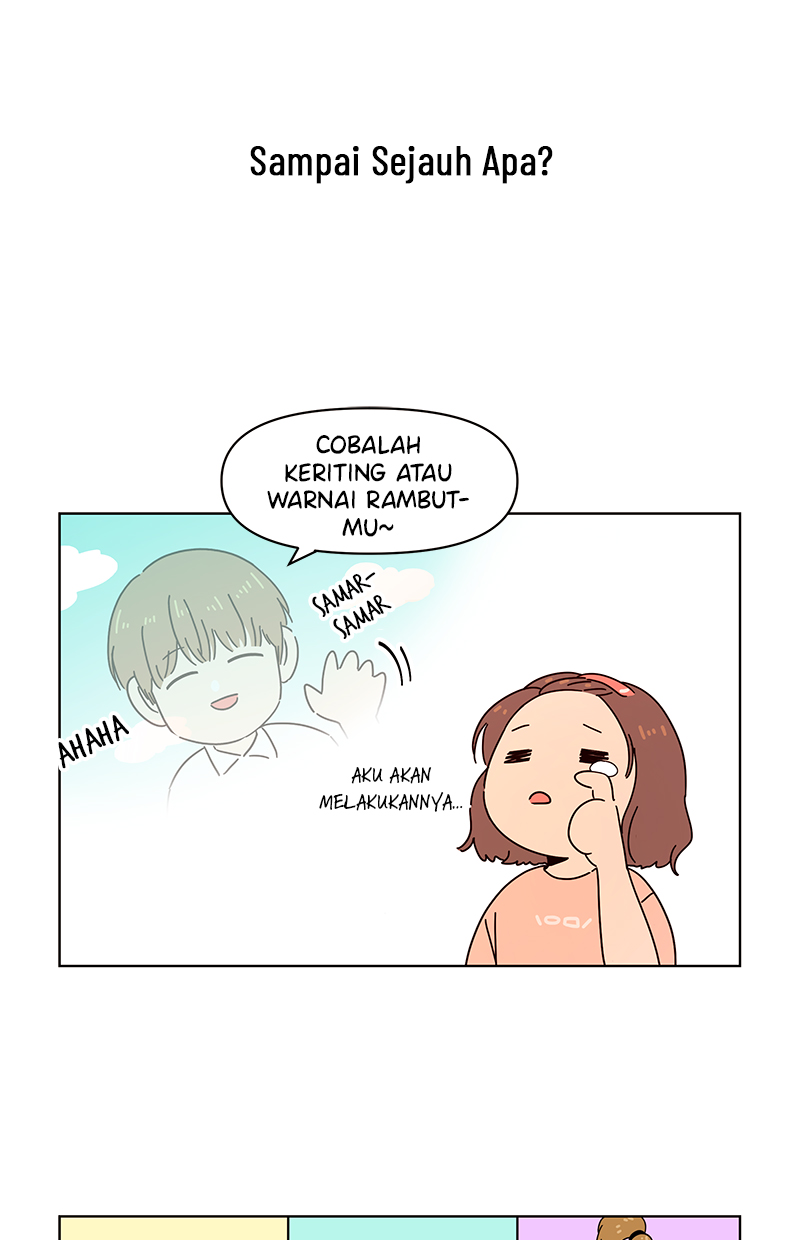 Sampai Sejauh Apa?
COBALAH
KERITING ATAU
WARNAI RAMBUT-
MU~
SAMAR-
SAMAR
AHAHA
AKU AKAN
MELAKUKANNYA...